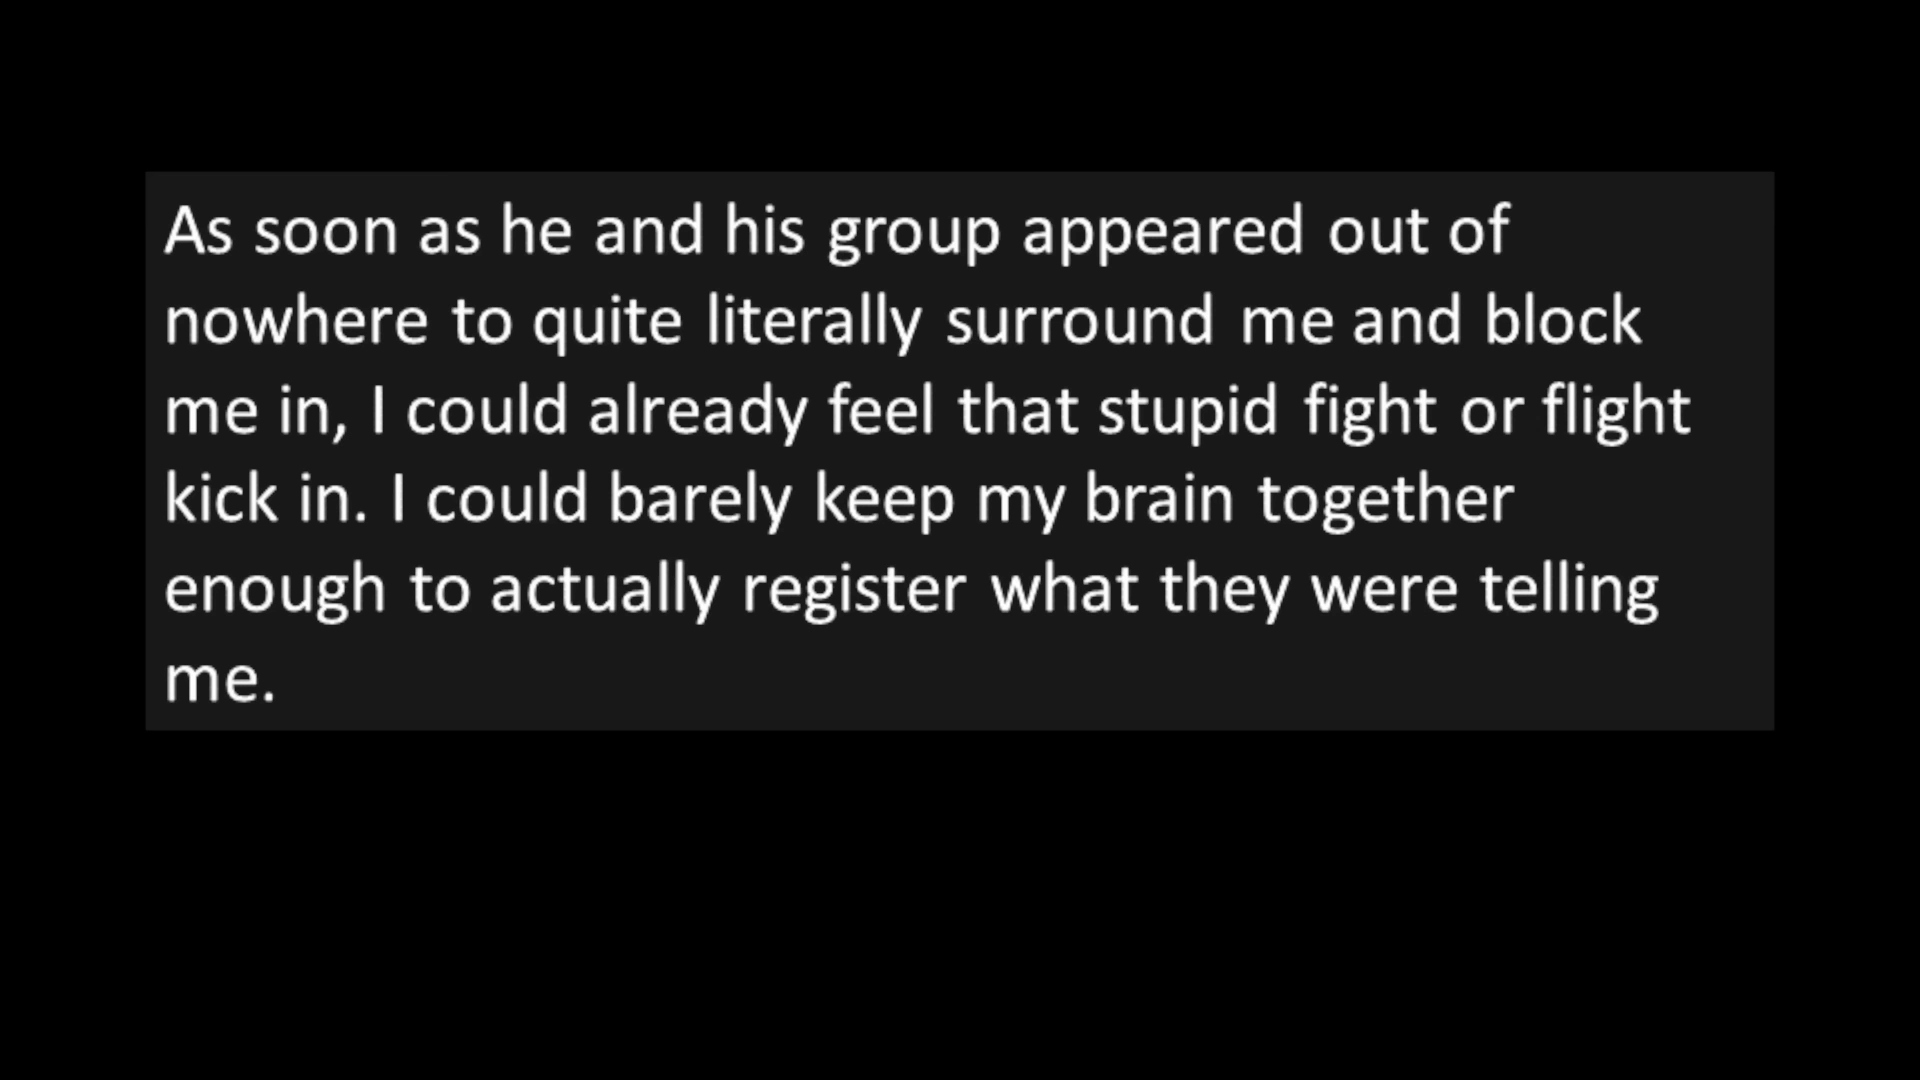 As soon as he and his group appeared out of
nowhere to quite literally surround me and block
me in, I could already feel that stupid fight or flight
kick in. I could barely keep my brain together
enough to actually register what they were telling
me.